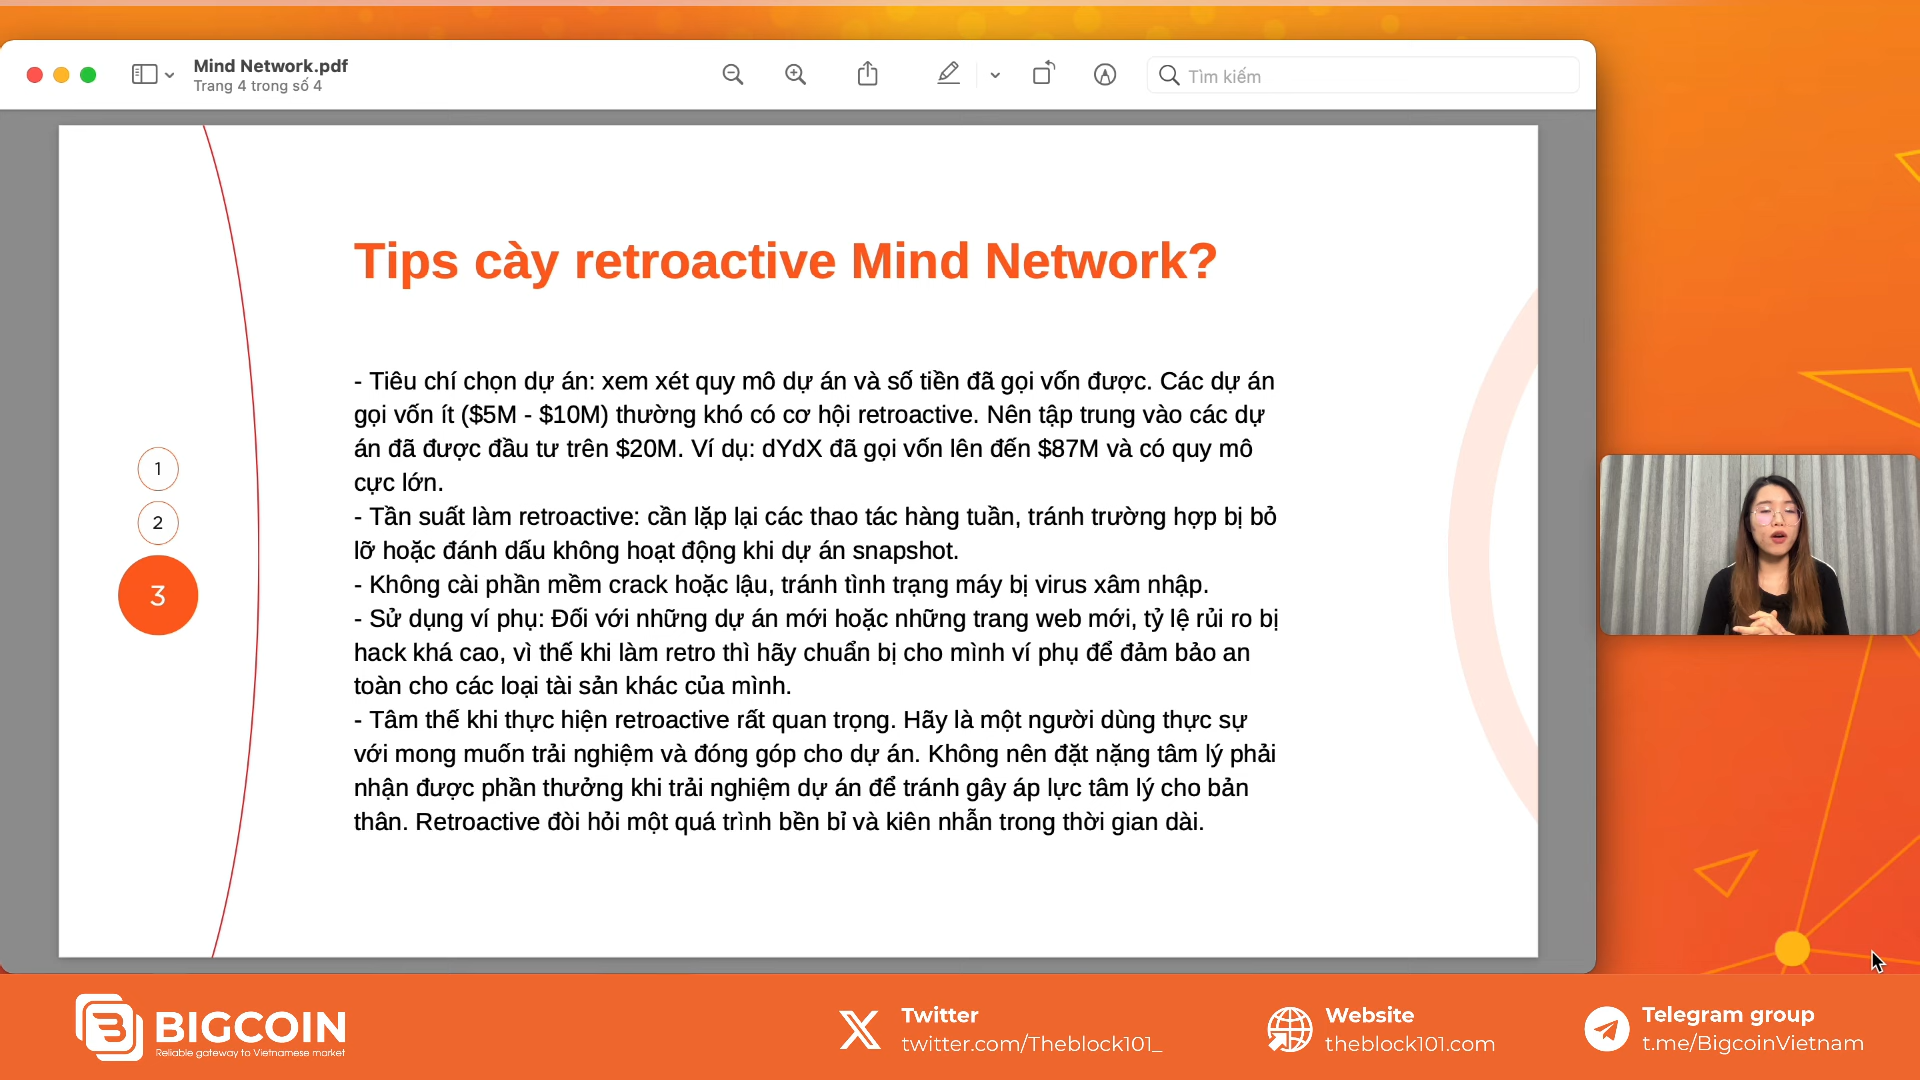 Mind Network.pdf
Trang 4 trong số 4
Tìm kiếm
Tips cày retroactive Mind Network?
- Tiêu chí chọn dự án: xem xét quy mô dự án và số tiền đã gọi vốn được. Các dự án
gọi vốn ít ($5M - $10M) thường khó có cơ hội retroactive. Nên tập trung vào các dự
án đã được đầu tư trên $20M. Ví dụ: dYdX đã gọi vốn lên đến $87M và có quy mô
cực lớn.
- Tần suất làm retroactive: cần lặp lại các thao tác hàng tuần, tránh trường hợp bị bỏ
lỡ hoặc đánh dấu không hoạt động khi dự án snapshot.
- Không cài phần mềm crack hoặc lậu, tránh tình trạng máy bị virus xâm nhập.
- Sử dụng ví phụ: Đối với những dự án mới hoặc những trang web mới, tỷ lệ rủi ro bị
hack khá cao, vì thế khi làm retro thì hãy chuẩn bị cho mình ví phụ để đảm bảo an
toàn cho các loại tài sản khác của mình.
- Tâm thế khi thực hiện retroactive rất quan trọng. Hãy là một người dùng thực sự
với mong muốn trải nghiệm và đóng góp cho dự án. Không nên đặt nặng tâm lý phải
nhận được phần thưởng khi trải nghiệm dự án để tránh gây áp lực tâm lý cho bản
thân. Retroactive đòi hỏi một quá trình bền bỉ và kiên nhẫn trong thời gian dài.
1
2
3
BIGCOIN
Reliable gateway to Vietnamese market
Twitter
twitter.com/Theblock101_
Website
theblock101.com
Telegram group
t.me/BigcoinVietnam